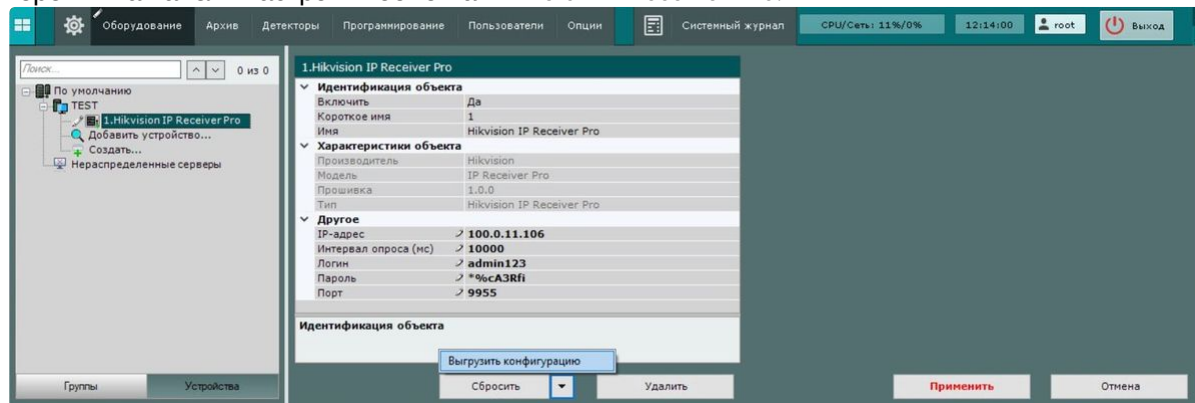 Оборудование Архив Детекторы Программирование Пользователи Опции Системный журнал CPU/Сеть: 11%/0% 12:14:00 root Выход
Поиск... 0 из 0
По умолчанию
TEST
1.Hikvision IP Receiver Pro
Добавить устройство...
Создать...
Нераспределенные серверы
Группы Устройства
1.Hikvision IP Receiver Pro
Идентификация объекта
Включить Да
Короткое имя 1
Имя Hikvision IP Receiver Pro
Характеристики объекта
Производитель Hikvision
Модель IP Receiver Pro
Прошивка 1.0.0
Тип Hikvision IP Receiver Pro
Другое
IP-адрес 100.0.11.106
Интервал опроса (мс) 10000
Логин admin123
Пароль *%cA3Rfi
Порт 9955
Идентификация объекта
Выгрузить конфигурацию
Сбросить Удалить Применить Отмена